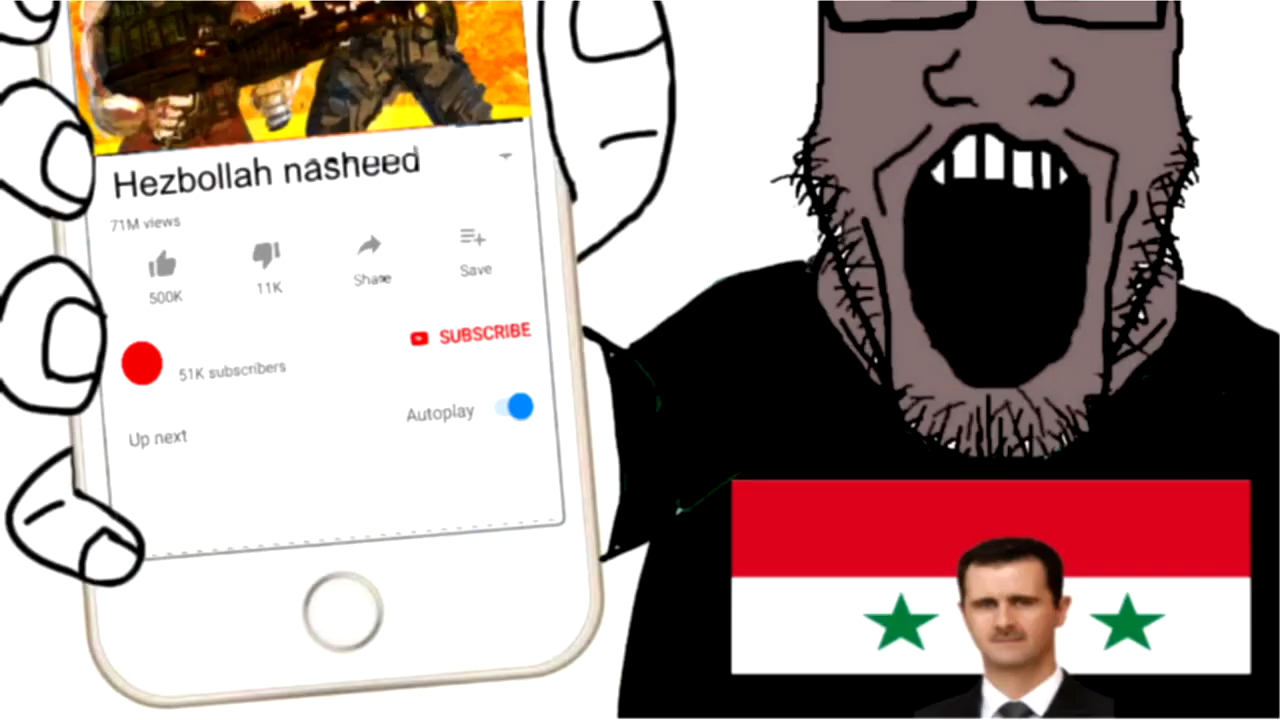 Hezbollah nasheed
71M views
500K
11K
Share
Save
SUBSCRIBE
51K subscribers
Autoplay
Up next